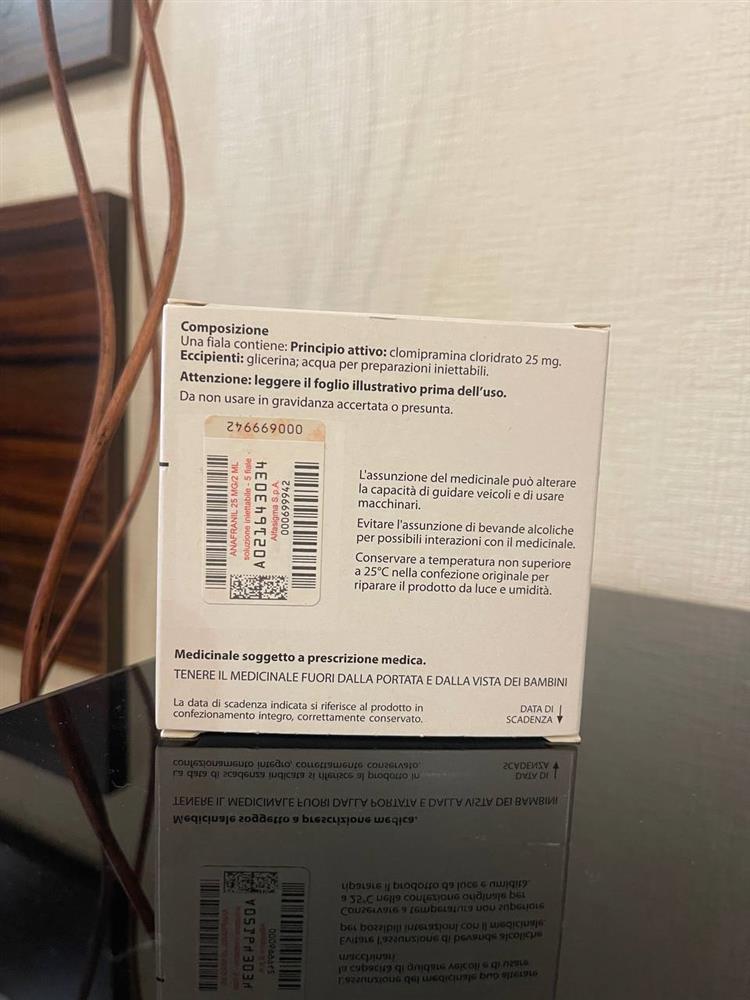 Composizione
Una fiala contiene: Principio attivo: clomipramina cloridrato 25 mg.
Eccipienti: glicerina; acqua per preparazioni iniettabili.
Attenzione: leggere il foglio illustrativo prima dell'uso.
Da non usare in gravidanza accertata o presunta.
000699942
ANAFRANIL 25 MG/2 ML
soluzione iniettabile - 5 fiale -
A021643034
Alfasigma S.p.A.
000699942
L'assunzione del medicinale può alterare
la capacità di guidare veicoli e di usare
macchinari.
Evitare l'assunzione di bevande alcoliche
per possibili interazioni con il medicinale.
Conservare a temperatura non superiore
a 25°C nella confezione originale per
riparare il prodotto da luce e umidità.
Medicinale soggetto a prescrizione medica.
TENERE IL MEDICINALE FUORI DALLA PORTATA E DALLA VISTA DEI BAMBINI
La data di scadenza indicata si riferisce al prodotto in
confezionamento integro, correttamente conservato.
DATA DI
SCADENZA